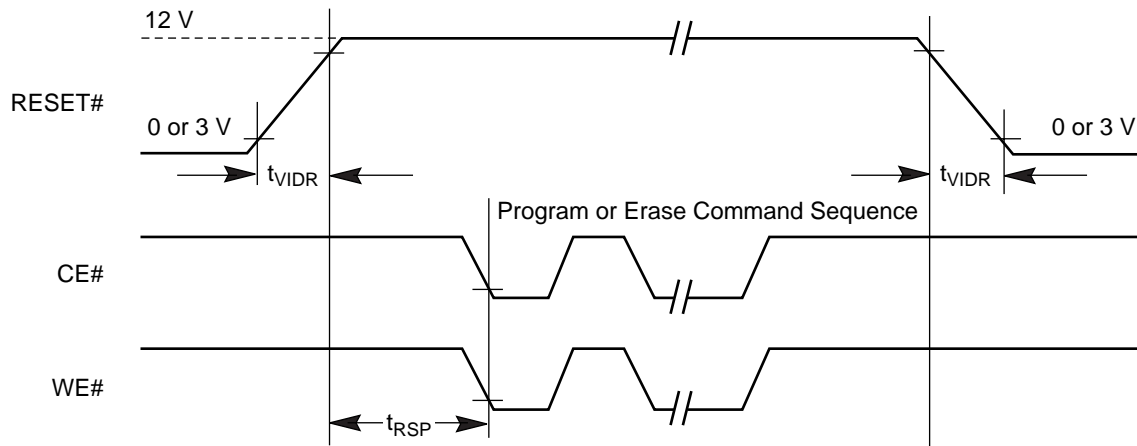 12 V
RESET#
0 or 3 V
0 or 3 V
tVIDR
tVIDR
Program or Erase Command Sequence
CE#
WE#
tRSP